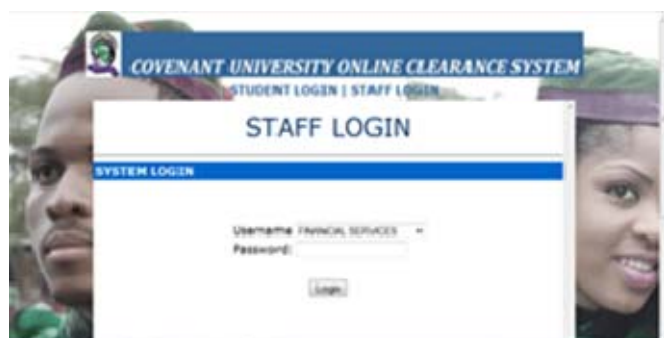 COVENANT UNIVERSITY ONLINE CLEARANCE SYSTEM
STUDENT LOGIN | STAFF LOGIN
STAFF LOGIN
SYSTEM LOGIN
Username FINANCIAL SERVICES
Password:
Login